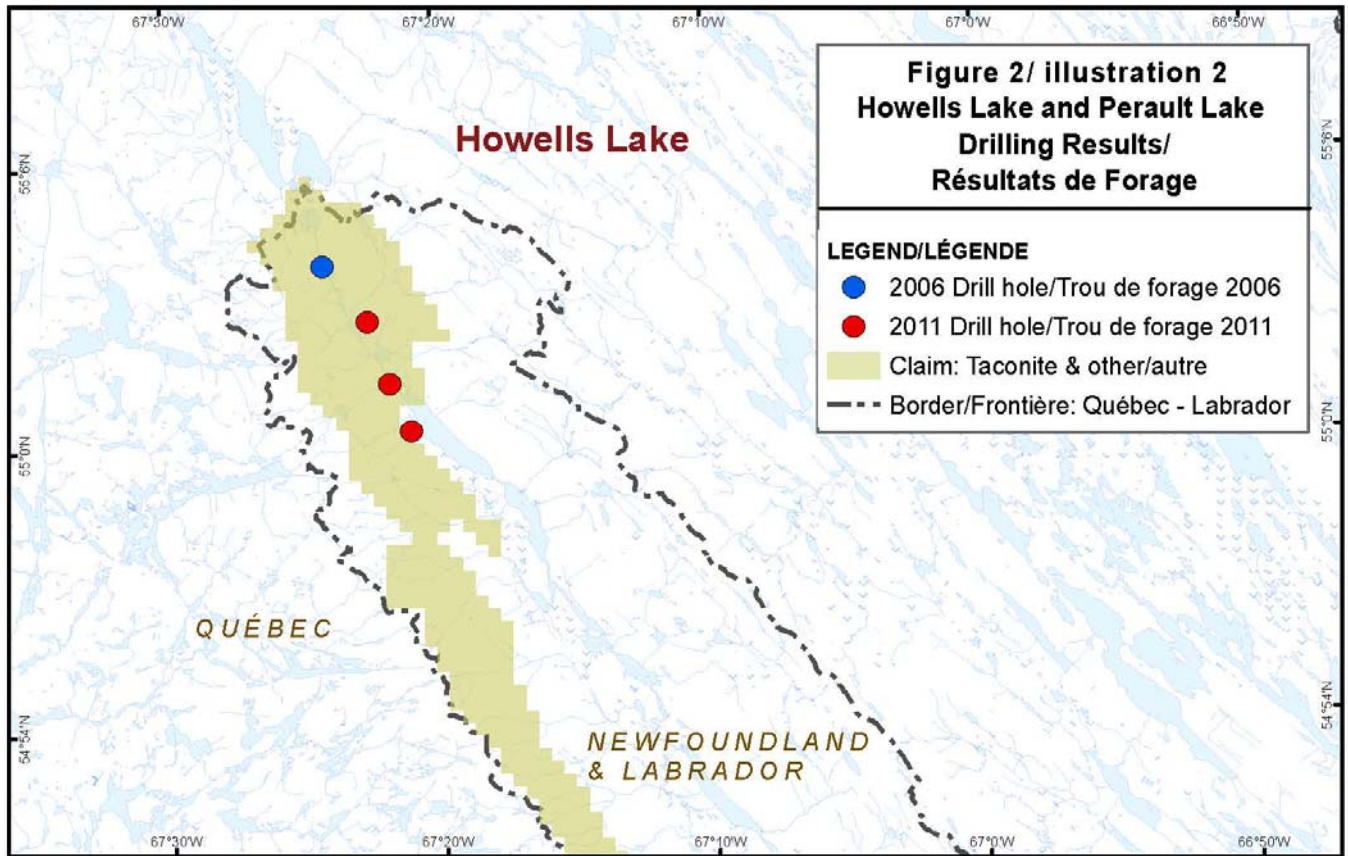 67°30'W 67°20'W 67°10'W 67°0'W 66°50'W
Figure 2/ illustration 2
Howells Lake and Perault Lake
Drilling Results/
Résultats de Forage
LEGEND/LÉGENDE
2006 Drill hole/Trou de forage 2006
2011 Drill hole/Trou de forage 2011
Claim: Taconite & other/autre
Border/Frontière: Québec - Labrador
Howells Lake
55°6'N
55°6'N
55°0'N
55°0'N
QUÉBEC
54°54'N
54°54'N
NEWFOUNDLAND
& LABRADOR
67°30'W 67°20'W 67°10'W 67°0'W 66°50'W